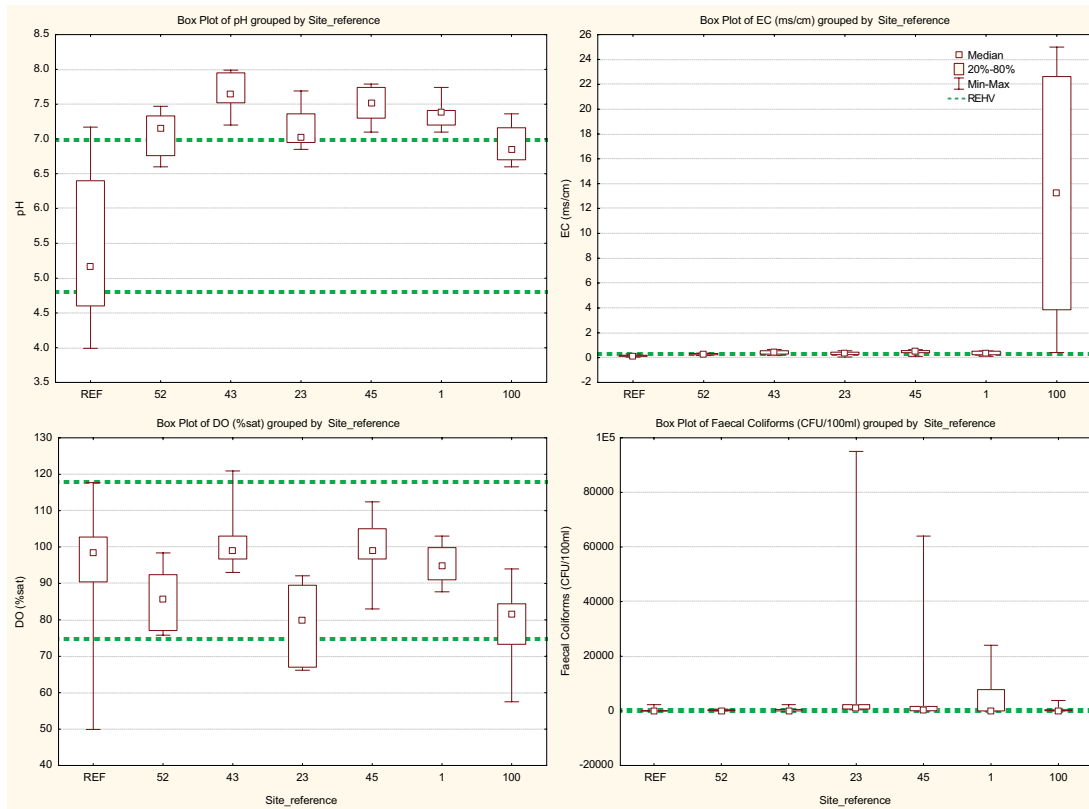 Box Plot of pH grouped by Site_reference
8.5
8.0
7.5
7.0
6.5
6.0
5.5
5.0
4.5
4.0
3.5
pH
REF 52 43 23 45 1 100
Box Plot of EC (ms/cm) grouped by Site_reference
26
24
22
20
18
16
14
12
10
8
6
4
2
0
-2
EC (ms/cm)
Median
20%-80%
Min-Max
REHV
REF 52 43 23 45 1 100
Box Plot of DO (%sat) grouped by Site_reference
130
120
110
100
90
80
70
60
50
40
DO (%sat)
REF 52 43 23 45 1 100
Site_reference
Box Plot of Faecal Coliforms (CFU/100ml) grouped by Site_reference
1E5
80000
60000
40000
20000
0
-20000
Faecal Coliforms (CFU/100ml)
REF 52 43 23 45 1 100
Site_reference